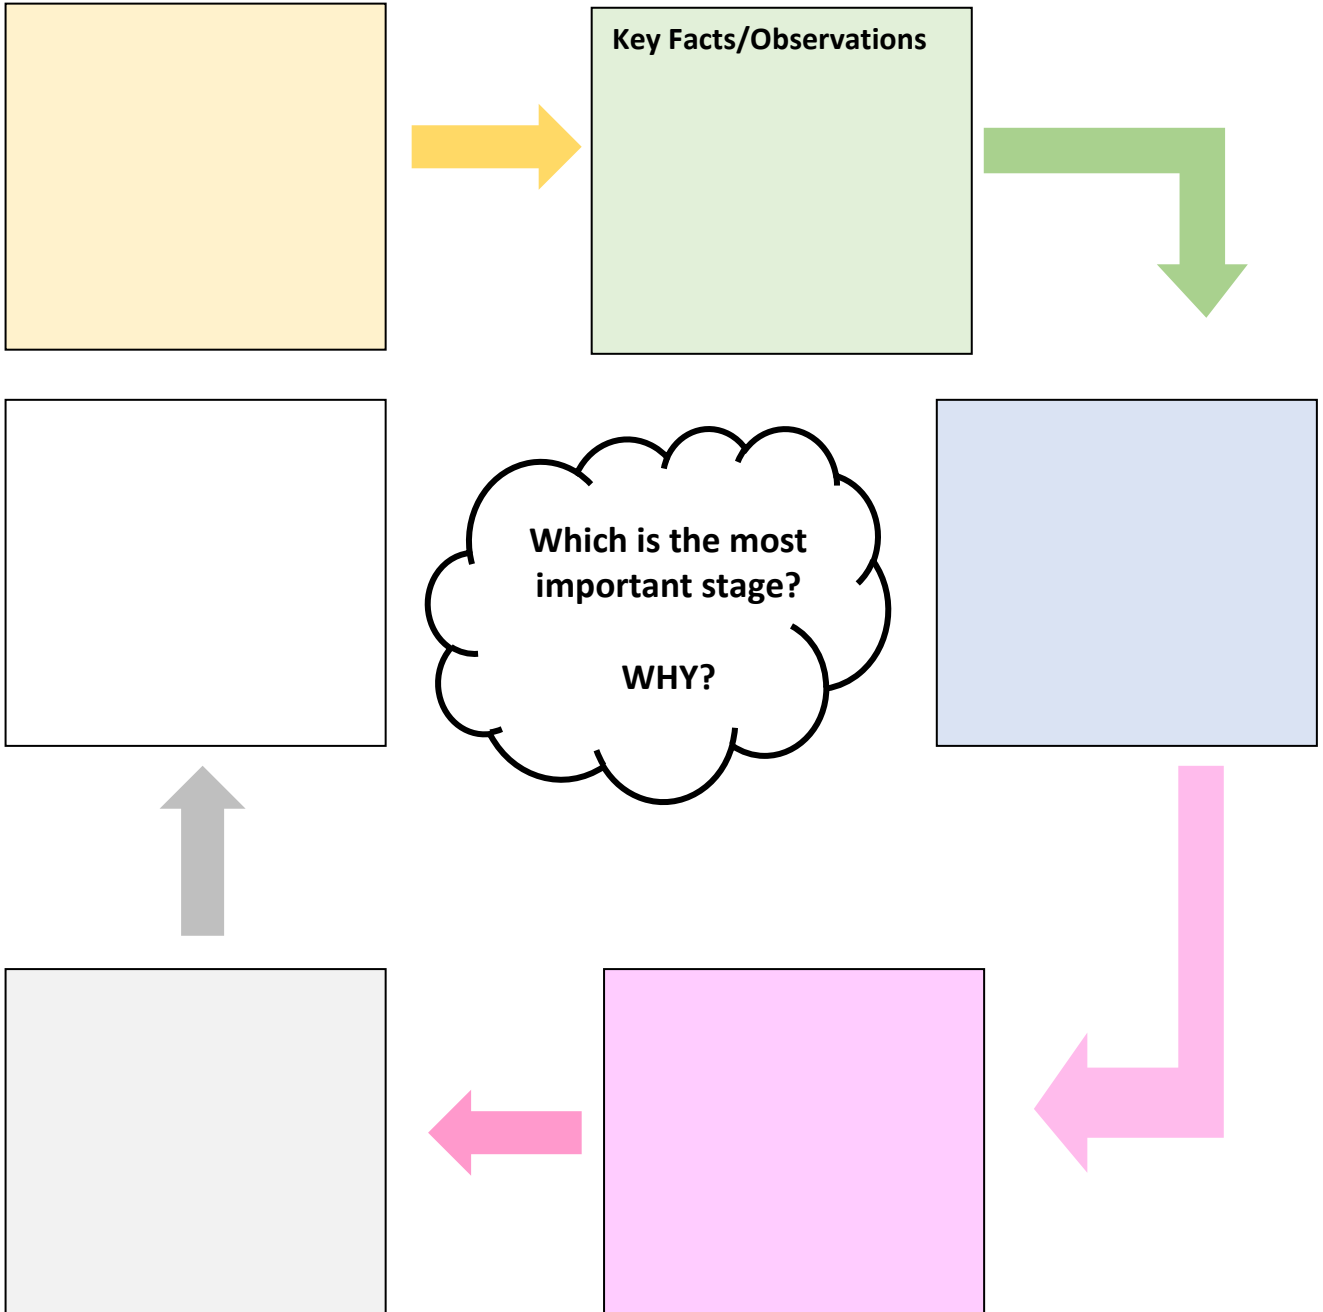 Key Facts/Observations
Which is the most
important stage?
WHY?